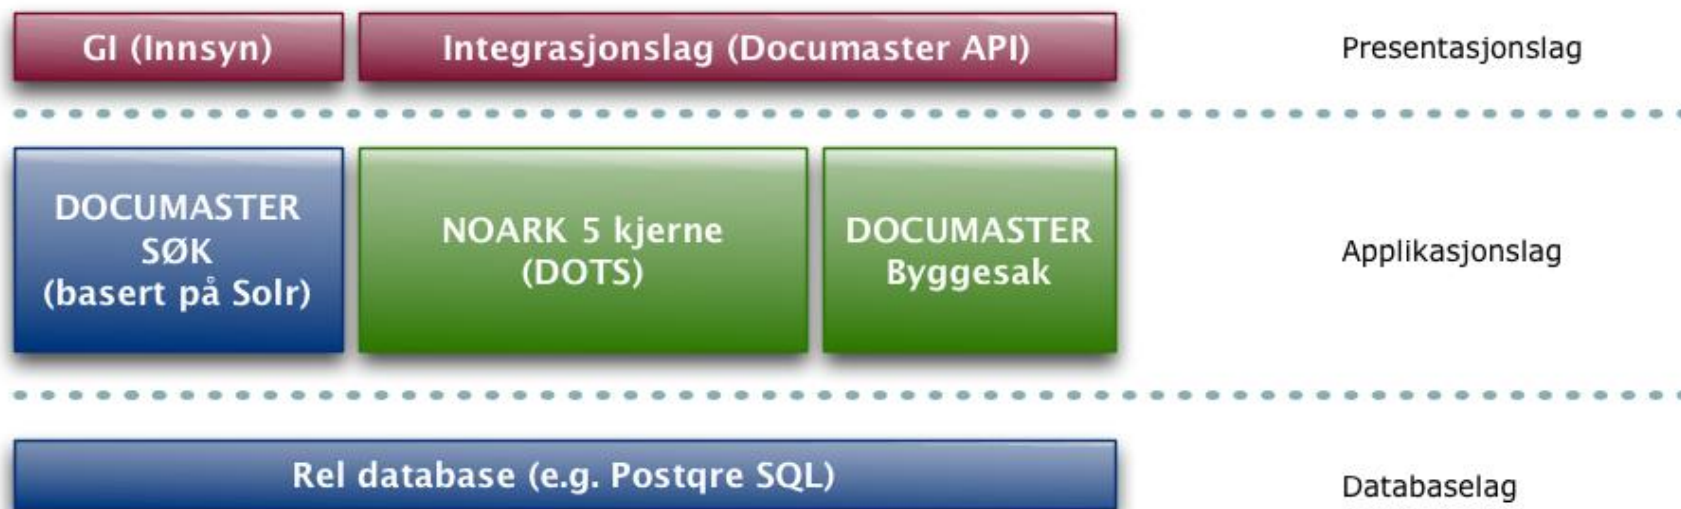 GI (Innsyn)
Integrasjonslag (Documaster API)
Presentasjonslag
DOCUMASTER
SØK
(basert på Solr)
NOARK 5 kjerne
(DOTS)
DOCUMASTER
Byggesak
Applikasjonslag
Rel database (e.g. Postqre SQL)
Databaselag